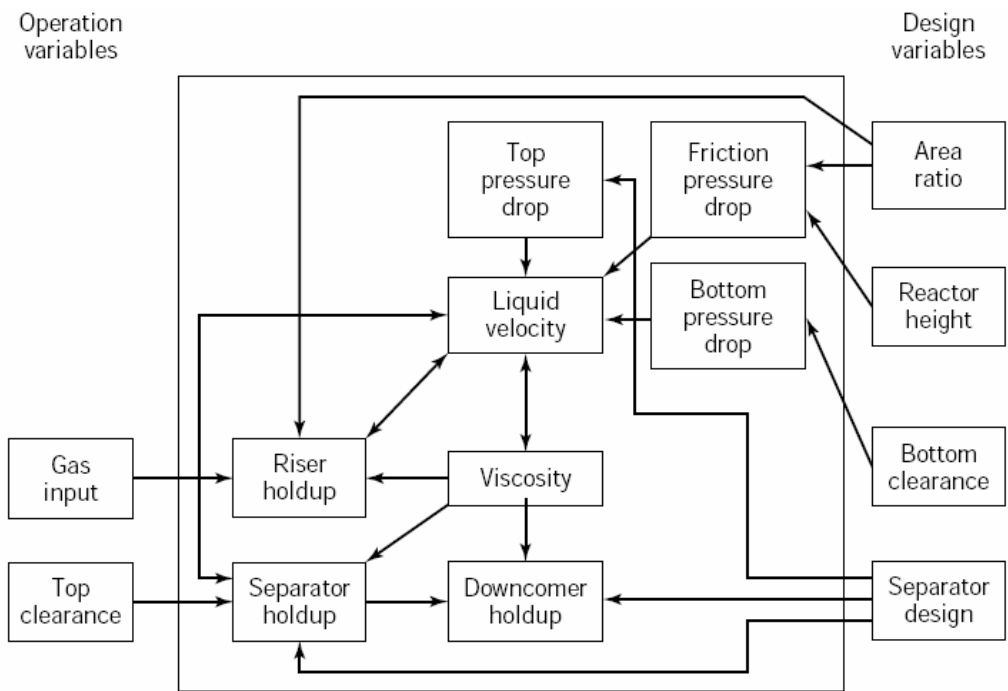 Operation
variables
Design
variables
Top
pressure
drop
Friction
pressure
drop
Area
ratio
Liquid
velocity
Bottom
pressure
drop
Reactor
height
Gas
input
Riser
holdup
Viscosity
Bottom
clearance
Top
clearance
Separator
holdup
Downcomer
holdup
Separator
design